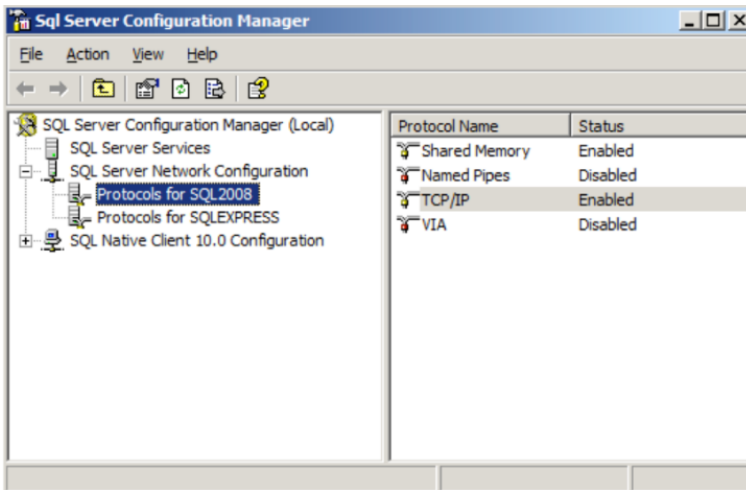 Sql Server Configuration Manager
File Action View Help
SQL Server Configuration Manager (Local)
SQL Server Services
SQL Server Network Configuration
Protocols for SQL2008
Protocols for SQLEXPRESS
SQL Native Client 10.0 Configuration
Protocol Name Status
Shared Memory Enabled
Named Pipes Disabled
TCP/IP Enabled
VIA Disabled